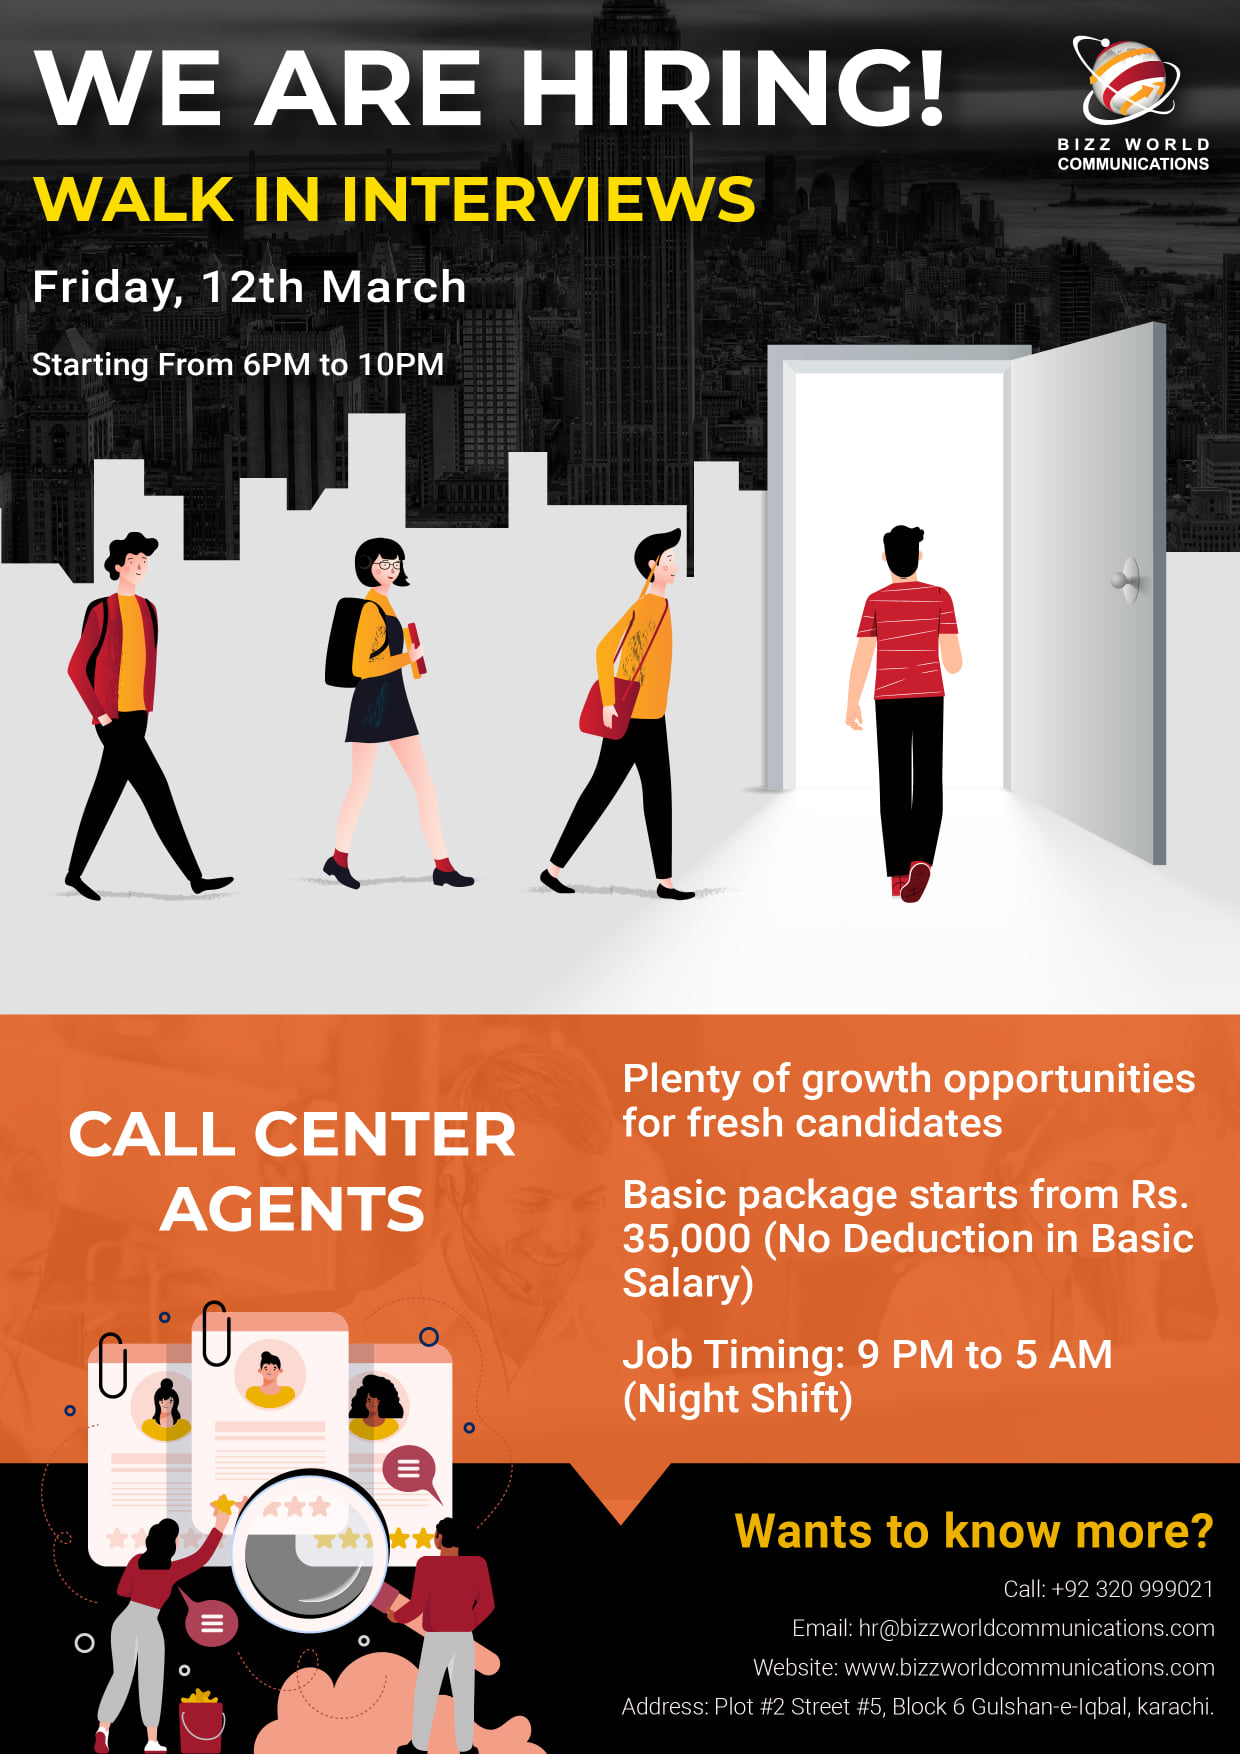 WE ARE HIRING!
BIZZ WORLD
COMMUNICATIONS
WALK IN INTERVIEWS
Friday, 12th March
Starting From 6PM to 10PM
CALL CENTER
AGENTS
Plenty of growth opportunities
for fresh candidates
Basic package starts from Rs.
35,000 (No Deduction in Basic
Salary)
Job Timing: 9 PM to 5 AM
(Night Shift)
Wants to know more?
Call: +92 320 999021
Email: hr@bizzworldcommunications.com
Website: www.bizzworldcommunications.com
Address: Plot #2 Street #5, Block 6 Gulshan-e-Iqbal, karachi.